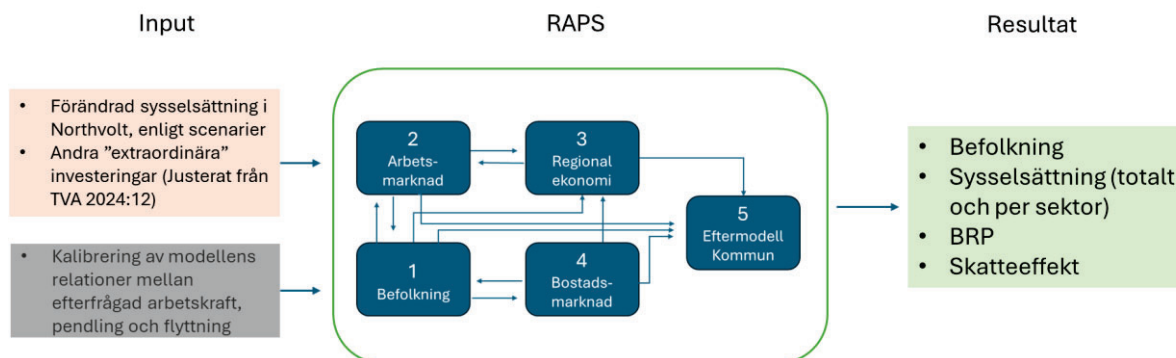 Input
RAPS
Resultat
• Förändrad sysselsättning i
Northvolt, enligt scenarier
• Andra ”extraordinära”
investeringar (Justerat från
TVA 2024:12)
• Kalibrering av modellens
relationer mellan
efterfrågad arbetskraft,
pendling och flyttning
2
Arbets-
marknad
3
Regional
ekonomi
5
Eftermodell
Kommun
1
Befolkning
4
Bostads-
marknad
• Befolkning
• Sysselsättning (totalt
och per sektor)
• BRP
• Skatteeffekt